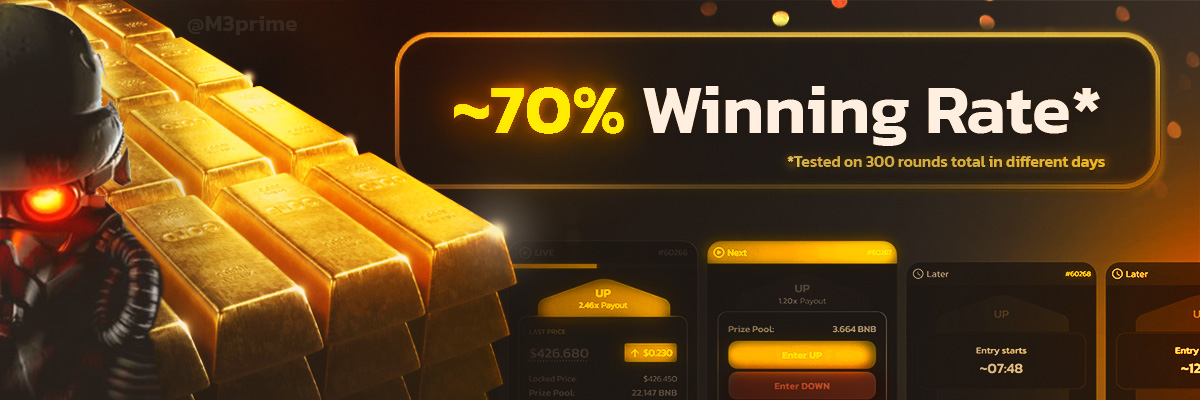 @M3prime
~70% Winning Rate*
*Tested on 300 rounds total in different days
LIVE
#60266
UP
2.46x Payout
LAST PRICE
$426.680
↑ $0.230
Locked Price:
$426.450
Prize Pool:
22.147 BNB
Next
#60267
UP
1.20x Payout
Prize Pool:
3.664 BNB
Enter UP
Enter DOWN
Later
#60268
UP
Entry starts
~07:48
Later
Entry
~12